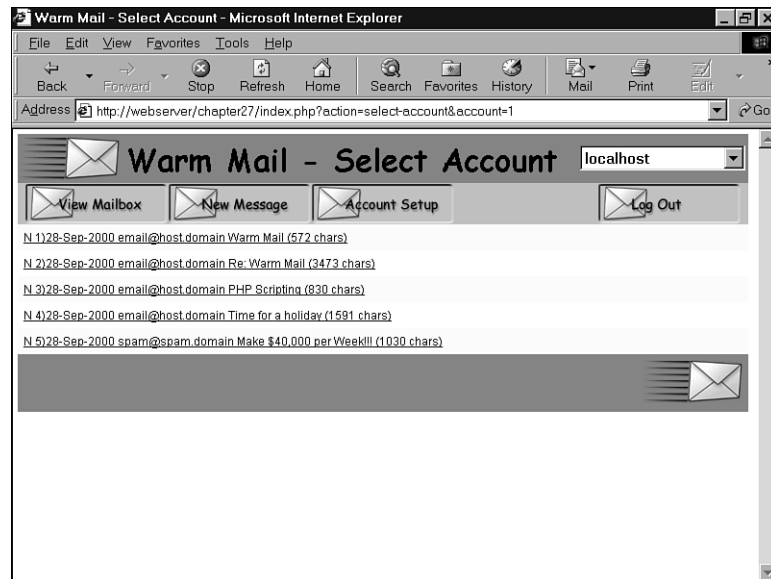 Warm Mail - Select Account - Microsoft Internet Explorer
File Edit View Favorites Tools Help
Back Forward Stop Refresh Home Search Favorites History Mail Print Edit
Address http://webserver/chapter27/index.php?action=select-account&account=1 Go
Warm Mail - Select Account localhost
View Mailbox New Message Account Setup Log Out
N 1)28-Sep-2000 email@host.domain Warm Mail (572 chars)
N 2)28-Sep-2000 email@host.domain Re: Warm Mail (3473 chars)
N 3)28-Sep-2000 email@host.domain PHP Scripting (830 chars)
N 4)28-Sep-2000 email@host.domain Time for a holiday (1591 chars)
N 5)28-Sep-2000 spam@spam.domain Make $40,000 per Week!!! (1030 chars)